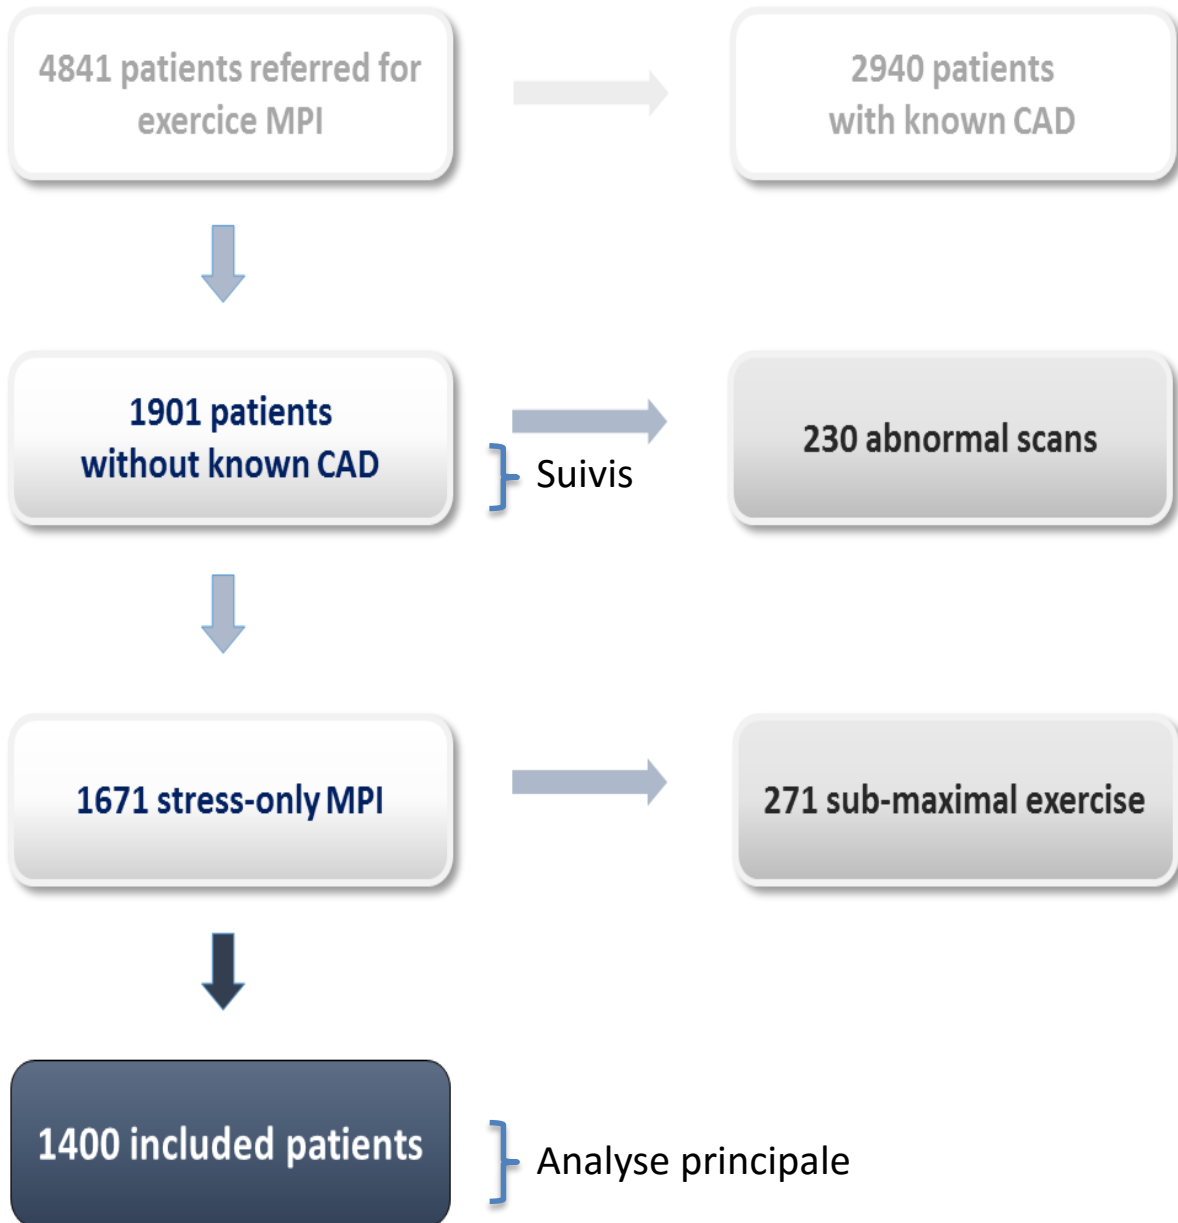 4841 patients referred for
exercice MPI
2940 patients
with known CAD
1901 patients
without known CAD
Suivis
230 abnormal scans
1671 stress-only MPI
271 sub-maximal exercise
1400 included patients
Analyse principale